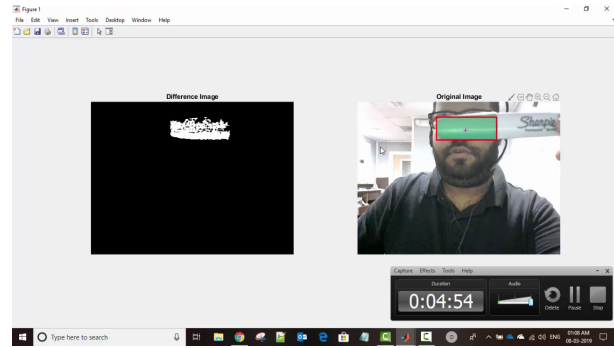 Figure 1
File Edit View Insert Tools Desktop Window Help
Difference Image
Original Image
Sharpie
Capture Effects Tools Help
Duration
Audio
0:04:54
Delete Pause Stop
Type here to search
ENG
01:08 AM
08-03-2019